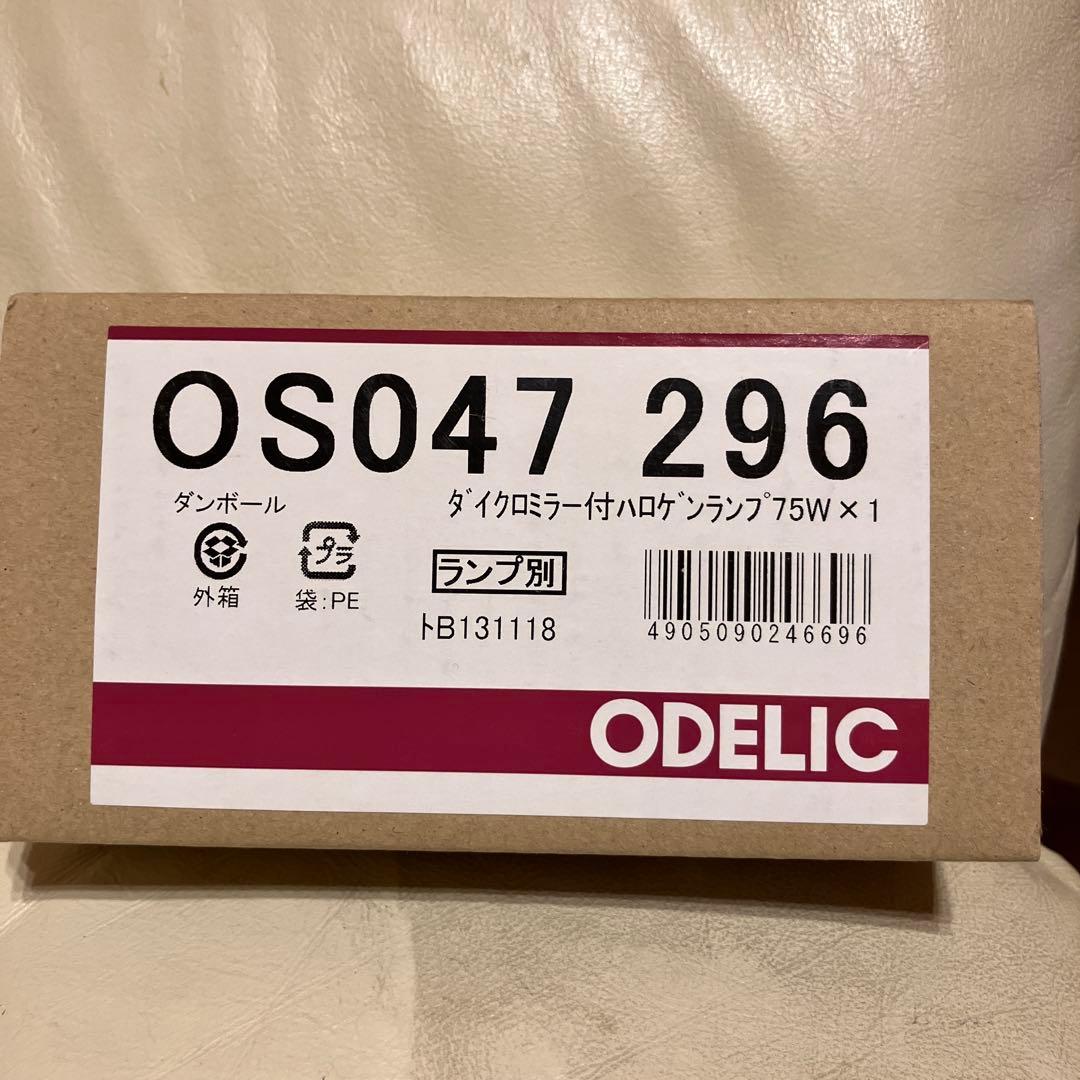 OS047 296
ダンボール
ﾀﾞｲｸﾛﾐﾗｰ付ﾊﾛｹﾞﾝﾗﾝﾌﾟ75W×1
プラ
外箱
袋:PE
ランプ別
ﾄB131118
4905090246696
ODELIC